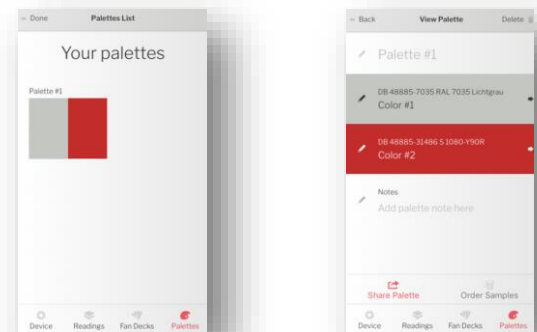 Done Palettes List
Your palettes
Palette #1
Device Readings Fan Decks Palettes
Back View Palette Delete
Palette #1
DB 48885-7035 RAL 7035 Lichtgrau
Color #1
DB 48885-31486 S 1080-Y90R
Color #2
Notes
Add palette note here
Share Palette Order Samples
Device Readings Fan Decks Palettes